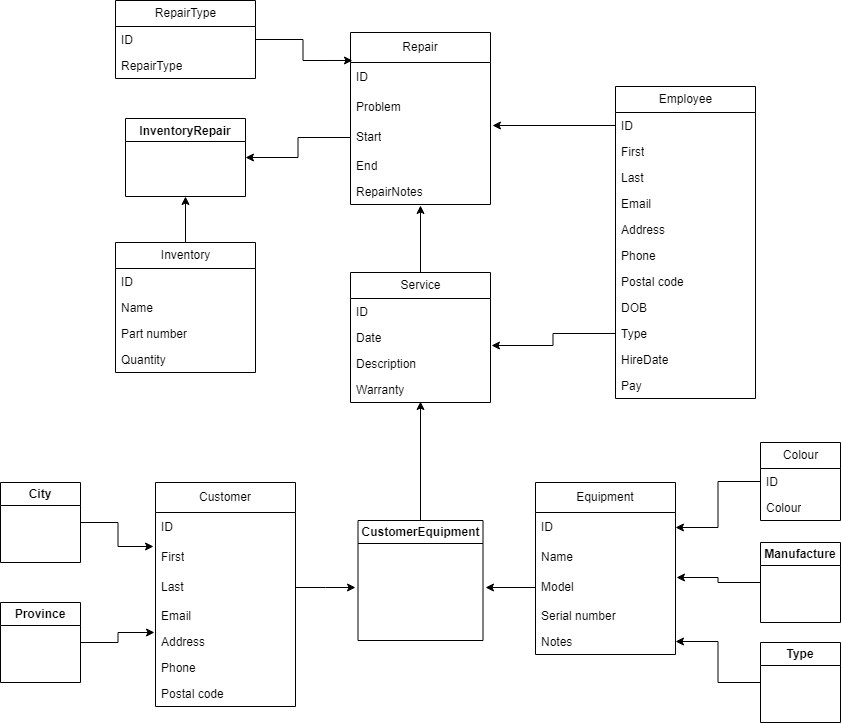 RepairType
ID
RepairType
Repair
ID
Problem
Start
End
RepairNotes
InventoryRepair
Employee
ID
First
Last
Email
Address
Phone
Postal code
DOB
Type
HireDate
Pay
Inventory
ID
Name
Part number
Quantity
Service
ID
Date
Description
Warranty
City
Province
Customer
ID
First
Last
Email
Address
Phone
Postal code
CustomerEquipment
Equipment
ID
Name
Model
Serial number
Notes
Colour
ID
Colour
Manufacture
Type